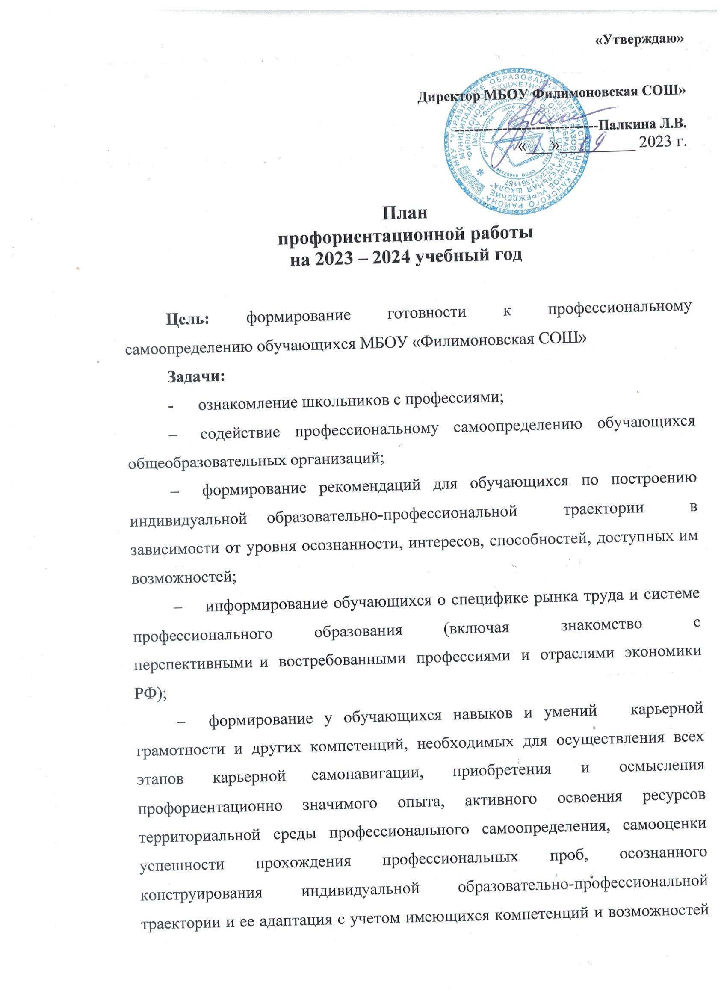 «Утверждаю»
Директор МБОУ Филимоновская СОШ»
------------------------------Палкина Л.В.
«1» 09 2023 г.
План
профориентационной работы
на 2023 – 2024 учебный год
Цель: формирование готовности к профессиональному
самоопределению обучающихся МБОУ «Филимоновская СОШ»
Задачи:
- ознакомление школьников с профессиями;
– содействие профессиональному самоопределению обучающихся
общеобразовательных организаций;
– формирование рекомендаций для обучающихся по построению
индивидуальной образовательно-профессиональной траектории в
зависимости от уровня осознанности, интересов, способностей, доступных им
возможностей;
– информирование обучающихся о специфике рынка труда и системе
профессионального образования (включая знакомство с
перспективными и востребованными профессиями и отраслями экономики
РФ);
– формирование у обучающихся навыков и умений карьерной
грамотности и других компетенций, необходимых для осуществления всех
этапов карьерной самонавигации, приобретения и осмысления
профориентационно значимого опыта, активного освоения ресурсов
территориальной среды профессионального самоопределения, самооценки
успешности прохождения профессиональных проб, осознанного
конструирования индивидуальной образовательно-профессиональной
траектории и ее адаптация с учетом имеющихся компетенций и возможностей